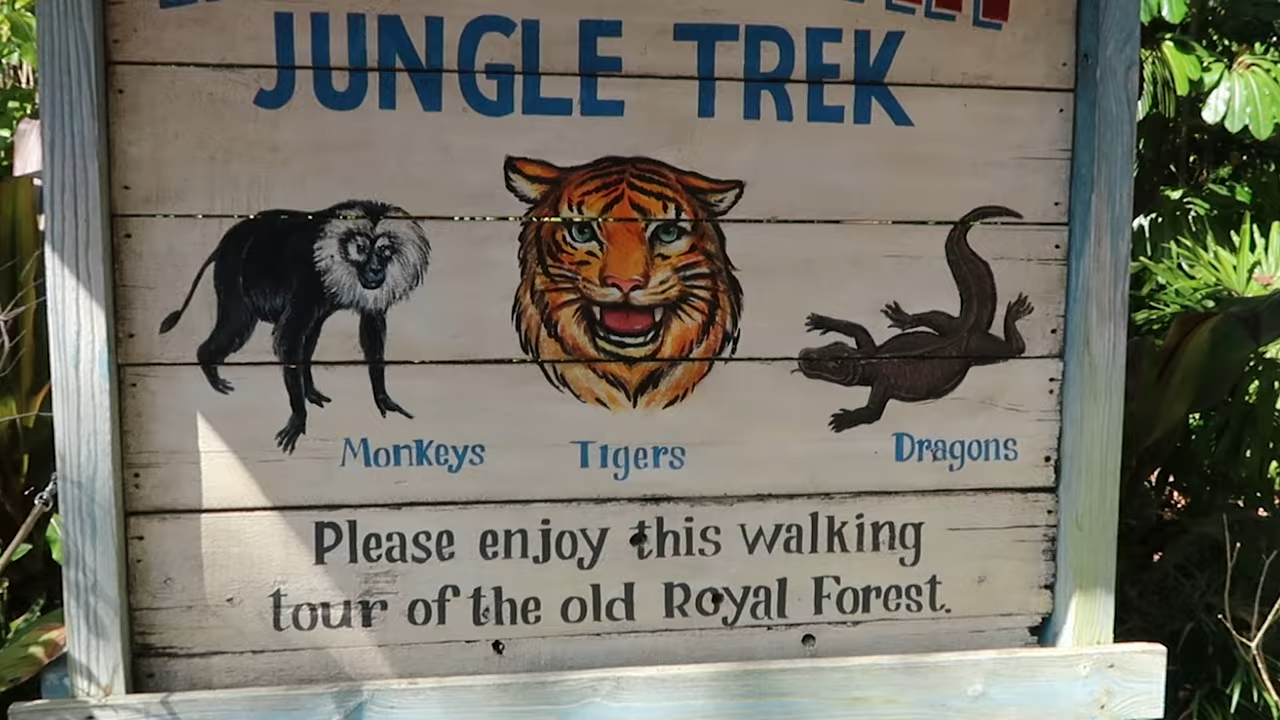 JUNGLE TREK
Monkeys Tigers Dragons
Please enjoy this walking
tour of the old Royal Forest.